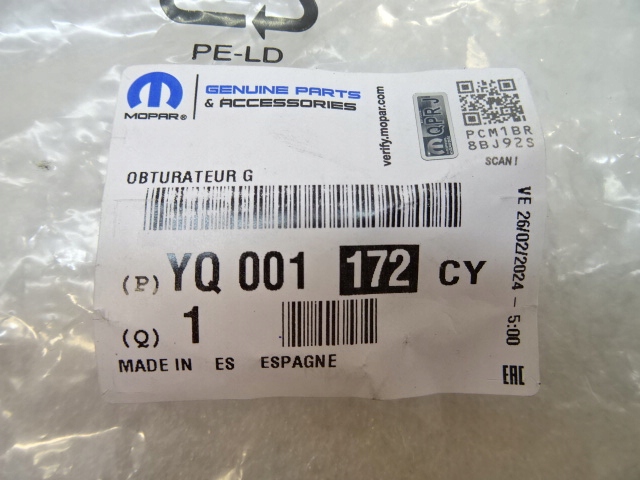 PE-LD
MOPAR®
GENUINE PARTS
& ACCESSORIES
verify.mopar.com
QPRJ
PCM1BR
8BJ92S
SCAN!
OBTURATEUR G
(P) YQ 001 172 CY
(Q) 1
MADE IN ES ESPAGNE
VE 26/02/2024 - 5:00
EAC